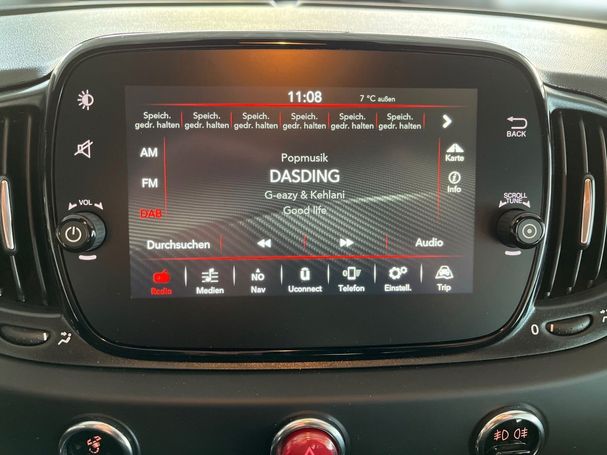 11:08 7 °C außen
Speich. Speich. Speich. Speich. Speich. Speich.
gedr. halten gedr. halten gedr. halten gedr. halten gedr. halten gedr. halten
BACK
AM
Popmusik
Karte
DASDING
FM
Info
G-eazy & Kehlani
VOL
SCROLL
TUNE
DAB
Good life
Durchsuchen
Audio
Radio Medien NO Nav Uconnect Telefon Einstell. Trip
0